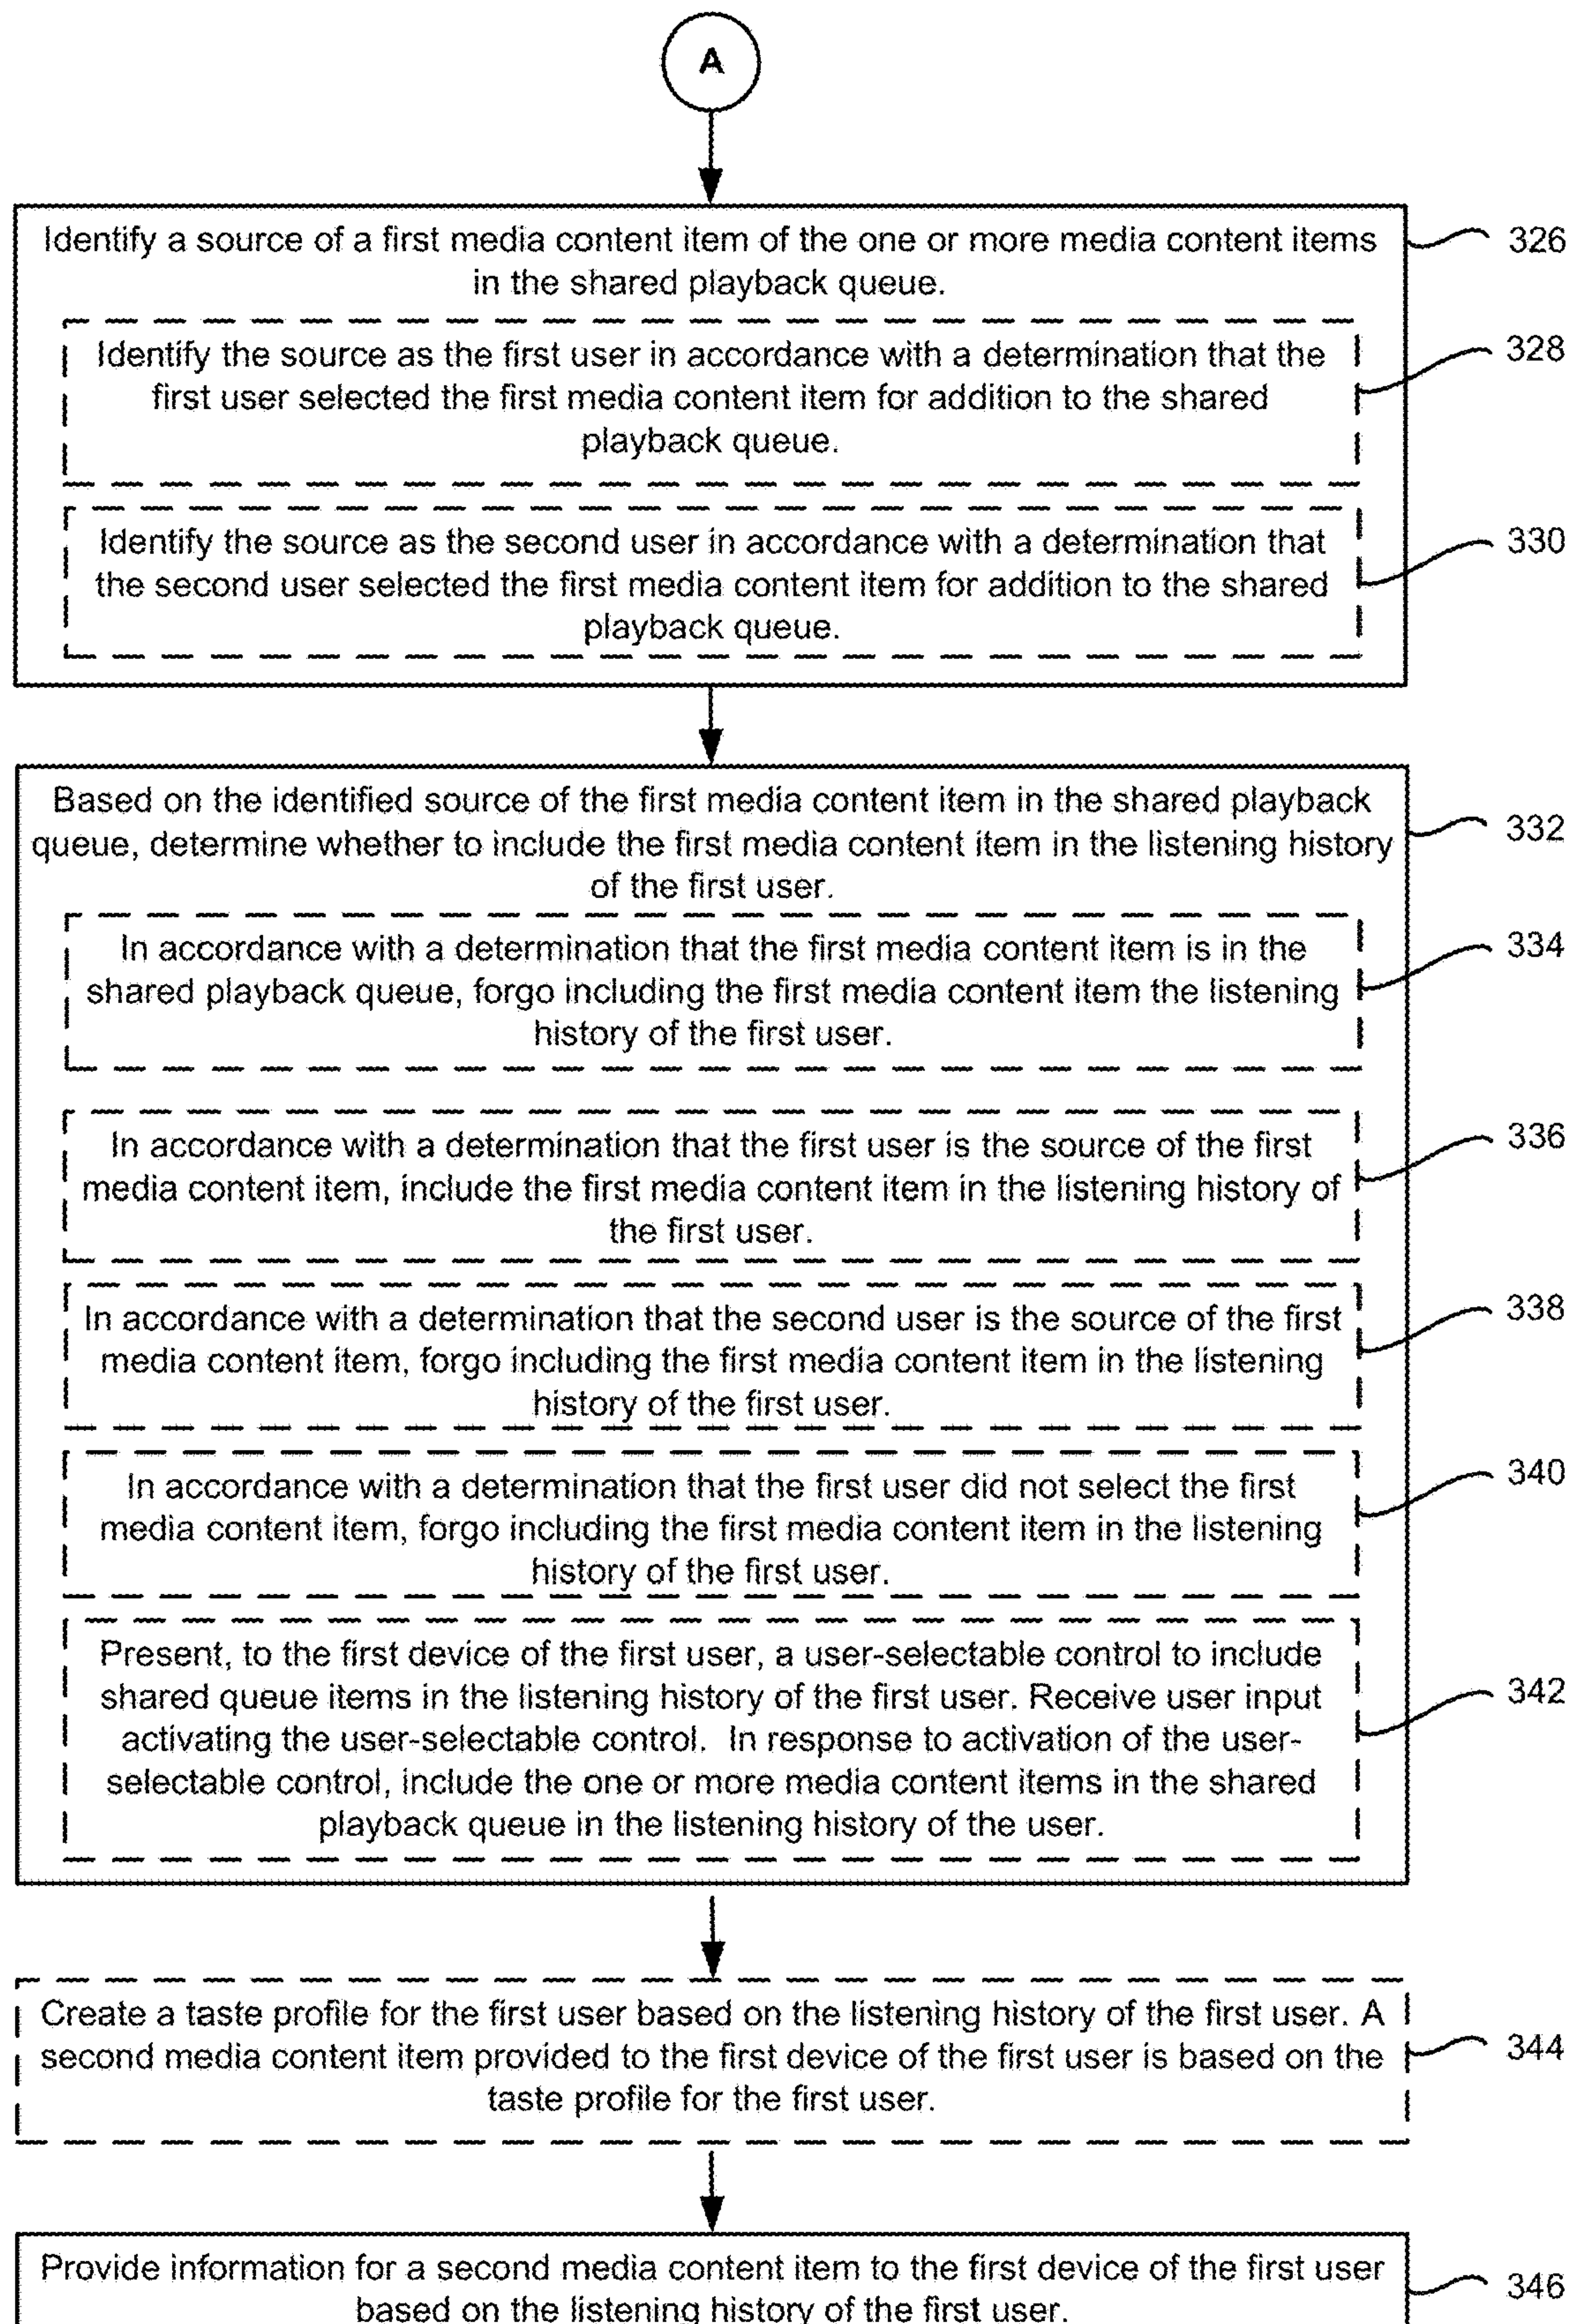 A
Identify a source of a first media content item of the one or more media content items
in the shared playback queue.
326
Identify the source as the first user in accordance with a determination that the
first user selected the first media content item for addition to the shared
playback queue.
328
Identify the source as the second user in accordance with a determination that
the second user selected the first media content item for addition to the shared
playback queue.
330
Based on the identified source of the first media content item in the shared playback
queue, determine whether to include the first media content item in the listening history
of the first user.
332
In accordance with a determination that the first media content item is in the
shared playback queue, forgo including the first media content item the listening
history of the first user.
334
In accordance with a determination that the first user is the source of the first
media content item, include the first media content item in the listening history of
the first user.
336
In accordance with a determination that the second user is the source of the first
media content item, forgo including the first media content item in the listening
history of the first user.
338
In accordance with a determination that the first user did not select the first
media content item, forgo including the first media content item in the listening
history of the first user.
340
Present, to the first device of the first user, a user-selectable control to include
shared queue items in the listening history of the first user. Receive user input
activating the user-selectable control.  In response to activation of the user-
selectable control, include the one or more media content items in the shared
playback queue in the listening history of the user.
342
Create a taste profile for the first user based on the listening history of the first user. A
second media content item provided to the first device of the first user is based on the
taste profile for the first user.
344
Provide information for a second media content item to the first device of the first user
based on the listening history of the first user.
346